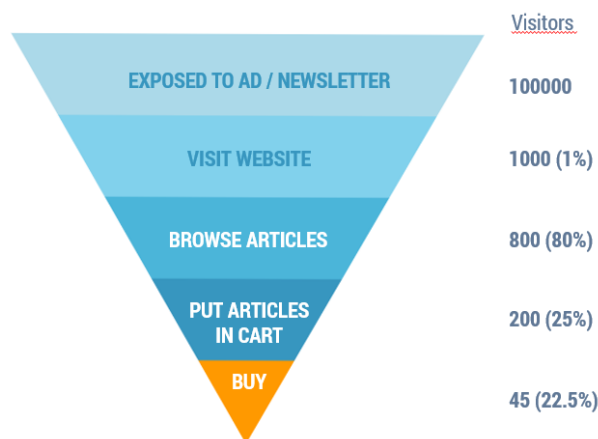 Visitors
EXPOSED TO AD / NEWSLETTER
100000
VISIT WEBSITE
1000 (1%)
BROWSE ARTICLES
800 (80%)
PUT ARTICLES
IN CART
200 (25%)
BUY
45 (22.5%)